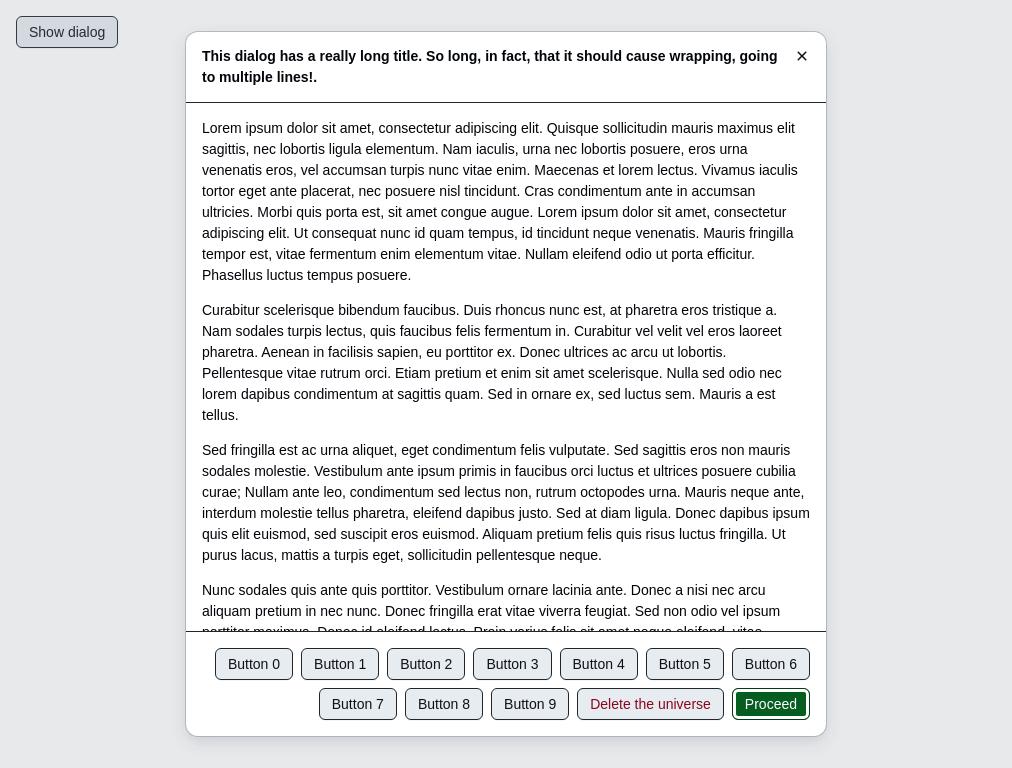 Show dialog
This dialog has a really long title. So long, in fact, that it should cause wrapping, going
to multiple lines!.
Lorem ipsum dolor sit amet, consectetur adipiscing elit. Quisque sollicitudin mauris maximus elit
sagittis, nec lobortis ligula elementum. Nam iaculis, urna nec lobortis posuere, eros urna
venenatis eros, vel accumsan turpis nunc vitae enim. Maecenas et lorem lectus. Vivamus iaculis
tortor eget ante placerat, nec posuere nisl tincidunt. Cras condimentum ante in accumsan
ultricies. Morbi quis porta est, sit amet congue augue. Lorem ipsum dolor sit amet, consectetur
adipiscing elit. Ut consequat nunc id quam tempus, id tincidunt neque venenatis. Mauris fringilla
tempor est, vitae fermentum enim elementum vitae. Nullam eleifend odio ut porta efficitur.
Phasellus luctus tempus posuere.
Curabitur scelerisque bibendum faucibus. Duis rhoncus nunc est, at pharetra eros tristique a.
Nam sodales turpis lectus, quis faucibus felis fermentum in. Curabitur vel velit vel eros laoreet
pharetra. Aenean in facilisis sapien, eu porttitor ex. Donec ultrices ac arcu ut lobortis.
Pellentesque vitae rutrum orci. Etiam pretium et enim sit amet scelerisque. Nulla sed odio nec
lorem dapibus condimentum at sagittis quam. Sed in ornare ex, sed luctus sem. Mauris a est
tellus.
Sed fringilla est ac urna aliquet, eget condimentum felis vulputate. Sed sagittis eros non mauris
sodales molestie. Vestibulum ante ipsum primis in faucibus orci luctus et ultrices posuere cubilia
curae; Nullam ante leo, condimentum sed lectus non, rutrum octopodes urna. Mauris neque ante,
interdum molestie tellus pharetra, eleifend dapibus justo. Sed at diam ligula. Donec dapibus ipsum
quis elit euismod, sed suscipit eros euismod. Aliquam pretium felis quis risus luctus fringilla. Ut
purus lacus, mattis a turpis eget, sollicitudin pellentesque neque.
Nunc sodales quis ante quis porttitor. Vestibulum ornare lacinia ante. Donec a nisi nec arcu
aliquam pretium in nec nunc. Donec fringilla erat vitae viverra feugiat. Sed non odio vel ipsum
porttitor maximus. Donec id eleifend lectus. Proin varius felis sit amet neque eleifend, vitae
Button 0
Button 1
Button 2
Button 3
Button 4
Button 5
Button 6
Button 7
Button 8
Button 9
Delete the universe
Proceed